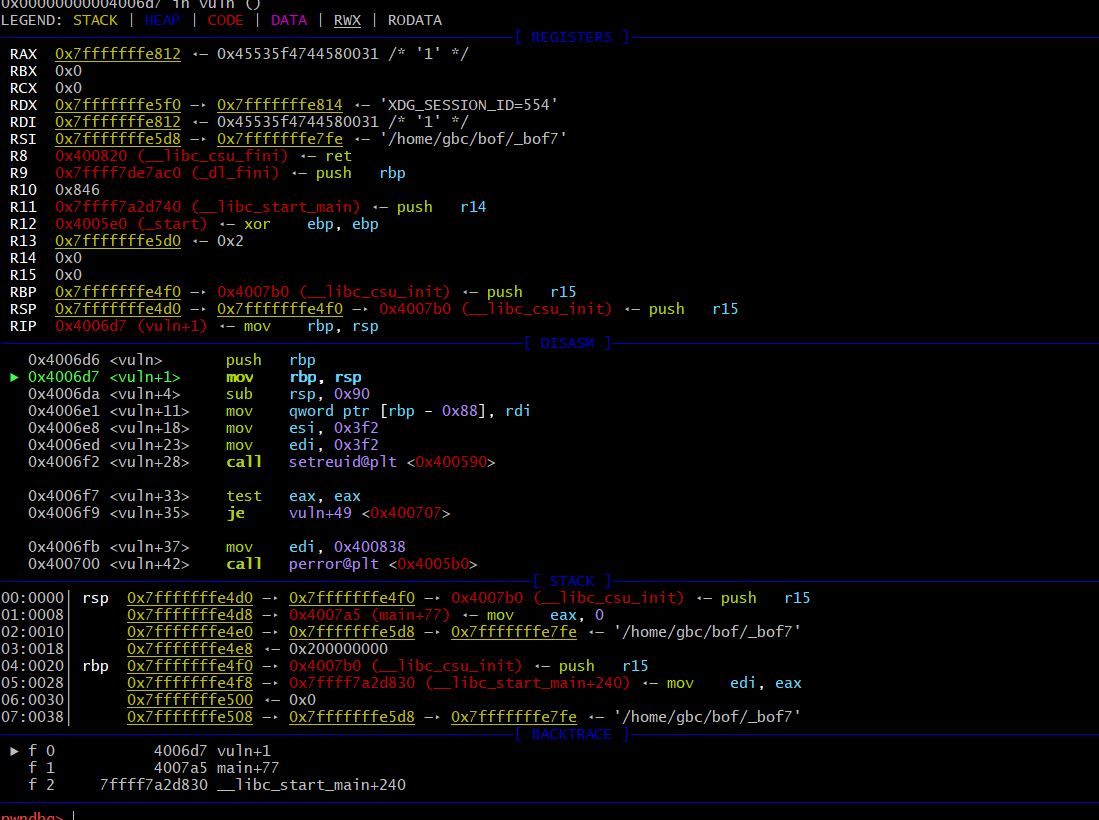 0x00000000004006d7 in vuln ()
LEGEND: STACK | HEAP | CODE | DATA | RWX | RODATA
[ REGISTERS ]
RAX 0x7fffffffe812 ◂— 0x45535f4744580031 /* '1' */
RBX 0x0
RCX 0x0
RDX 0x7fffffffe5f0 —▸ 0x7fffffffe814 ◂— 'XDG_SESSION_ID=554'
RDI 0x7fffffffe812 ◂— 0x45535f4744580031 /* '1' */
RSI 0x7fffffffe5d8 —▸ 0x7fffffffe7fe ◂— '/home/gbc/bof/_bof7'
R8 0x400820 (__libc_csu_fini) ◂— ret
R9 0x7ffff7de7ac0 (_dl_fini) ◂— push rbp
R10 0x846
R11 0x7ffff7a2d740 (__libc_start_main) ◂— push r14
R12 0x4005e0 (_start) ◂— xor ebp, ebp
R13 0x7fffffffe5d0 ◂— 0x2
R14 0x0
R15 0x0
RBP 0x7fffffffe4f0 —▸ 0x4007b0 (__libc_csu_init) ◂— push r15
RSP 0x7fffffffe4d0 —▸ 0x7fffffffe4f0 —▸ 0x4007b0 (__libc_csu_init) ◂— push r15
RIP 0x4006d7 (vuln+1) ◂— mov rbp, rsp
[ DISASM ]
0x4006d6 <vuln> push rbp
► 0x4006d7 <vuln+1> mov rbp, rsp
0x4006da <vuln+4> sub rsp, 0x90
0x4006e1 <vuln+11> mov qword ptr [rbp - 0x88], rdi
0x4006e8 <vuln+18> mov esi, 0x3f2
0x4006ed <vuln+23> mov edi, 0x3f2
0x4006f2 <vuln+28> call setreuid@plt <0x400590>
0x4006f7 <vuln+33> test eax, eax
0x4006f9 <vuln+35> je vuln+49 <0x400707>
0x4006fb <vuln+37> mov edi, 0x400838
0x400700 <vuln+42> call perror@plt <0x4005b0>
[ STACK ]
00:0000│ rsp 0x7fffffffe4d0 —▸ 0x7fffffffe4f0 —▸ 0x4007b0 (__libc_csu_init) ◂— push r15
01:0008│ 0x7fffffffe4d8 —▸ 0x4007a5 (main+77) ◂— mov eax, 0
02:0010│ 0x7fffffffe4e0 —▸ 0x7fffffffe5d8 —▸ 0x7fffffffe7fe ◂— '/home/gbc/bof/_bof7'
03:0018│ 0x7fffffffe4e8 ◂— 0x200000000
04:0020│ rbp 0x7fffffffe4f0 —▸ 0x4007b0 (__libc_csu_init) ◂— push r15
05:0028│ 0x7fffffffe4f8 —▸ 0x7ffff7a2d830 (__libc_start_main+240) ◂— mov edi, eax
06:0030│ 0x7fffffffe500 ◂— 0x0
07:0038│ 0x7fffffffe508 —▸ 0x7fffffffe5d8 —▸ 0x7fffffffe7fe ◂— '/home/gbc/bof/_bof7'
[ BACKTRACE ]
► f 0 4006d7 vuln+1
f 1 4007a5 main+77
f 2 7ffff7a2d830 __libc_start_main+240
pwndbg>